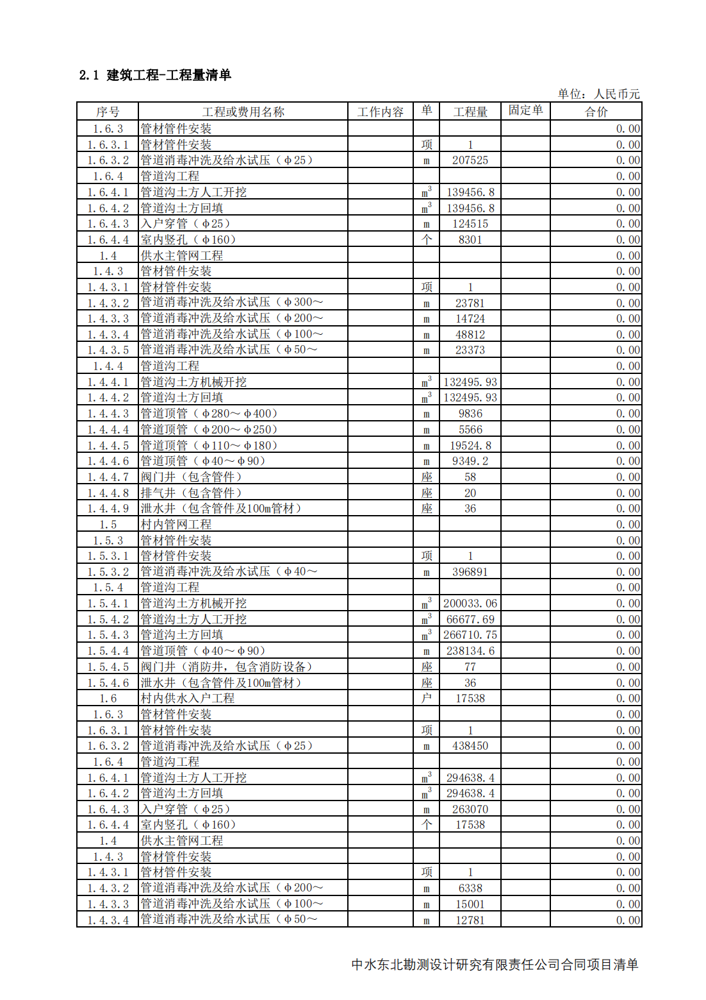 2.1 建筑工程-工程量清单
单位：人民币元
序号 工程或费用名称 工作内容 单 工程量 固定单 合价
1.6.3 管材管件安装 0.00
1.6.3.1 管材管件安装 项 1 0.00
1.6.3.2 管道消毒冲洗及给水试压（φ25） m 207525 0.00
1.6.4 管道沟工程 0.00
1.6.4.1 管道沟土方人工开挖 m³ 139456.8 0.00
1.6.4.2 管道沟土方回填 m³ 139456.8 0.00
1.6.4.3 入户穿管（φ25） m 124515 0.00
1.6.4.4 室内竖孔（φ160） 个 8301 0.00
1.4 供水主管网工程 0.00
1.4.3 管材管件安装 0.00
1.4.3.1 管材管件安装 项 1 0.00
1.4.3.2 管道消毒冲洗及给水试压（φ300～ m 23781 0.00
1.4.3.3 管道消毒冲洗及给水试压（φ200～ m 14724 0.00
1.4.3.4 管道消毒冲洗及给水试压（φ100～ m 48812 0.00
1.4.3.5 管道消毒冲洗及给水试压（φ50～ m 23373 0.00
1.4.4 管道沟工程 0.00
1.4.4.1 管道沟土方机械开挖 m³ 132495.93 0.00
1.4.4.2 管道沟土方回填 m³ 132495.93 0.00
1.4.4.3 管道顶管（φ280～φ400） m 9836 0.00
1.4.4.4 管道顶管（φ200～φ250） m 5566 0.00
1.4.4.5 管道顶管（φ110～φ180） m 19524.8 0.00
1.4.4.6 管道顶管（φ40～φ90） m 9349.2 0.00
1.4.4.7 阀门井（包含管件） 座 58 0.00
1.4.4.8 排气井（包含管件） 座 20 0.00
1.4.4.9 泄水井（包含管件及100m管材） 座 36 0.00
1.5 村内管网工程 0.00
1.5.3 管材管件安装 0.00
1.5.3.1 管材管件安装 项 1 0.00
1.5.3.2 管道消毒冲洗及给水试压（φ40～ m 396891 0.00
1.5.4 管道沟工程 0.00
1.5.4.1 管道沟土方机械开挖 m³ 200033.06 0.00
1.5.4.2 管道沟土方人工开挖 m³ 66677.69 0.00
1.5.4.3 管道沟土方回填 m³ 266710.75 0.00
1.5.4.4 管道顶管（φ40～φ90） m 238134.6 0.00
1.5.4.5 阀门井（消防井，包含消防设备） 座 77 0.00
1.5.4.6 泄水井（包含管件及100m管材） 座 36 0.00
1.6 村内供水入户工程 户 17538 0.00
1.6.3 管材管件安装 0.00
1.6.3.1 管材管件安装 项 1 0.00
1.6.3.2 管道消毒冲洗及给水试压（φ25） m 438450 0.00
1.6.4 管道沟工程 0.00
1.6.4.1 管道沟土方人工开挖 m³ 294638.4 0.00
1.6.4.2 管道沟土方回填 m³ 294638.4 0.00
1.6.4.3 入户穿管（φ25） m 263070 0.00
1.6.4.4 室内竖孔（φ160） 个 17538 0.00
1.4 供水主管网工程 0.00
1.4.3 管材管件安装 0.00
1.4.3.1 管材管件安装 项 1 0.00
1.4.3.2 管道消毒冲洗及给水试压（φ200～ m 6338 0.00
1.4.3.3 管道消毒冲洗及给水试压（φ100～ m 15001 0.00
1.4.3.4 管道消毒冲洗及给水试压（φ50～ m 12781 0.00
中水东北勘测设计研究有限责任公司合同项目清单